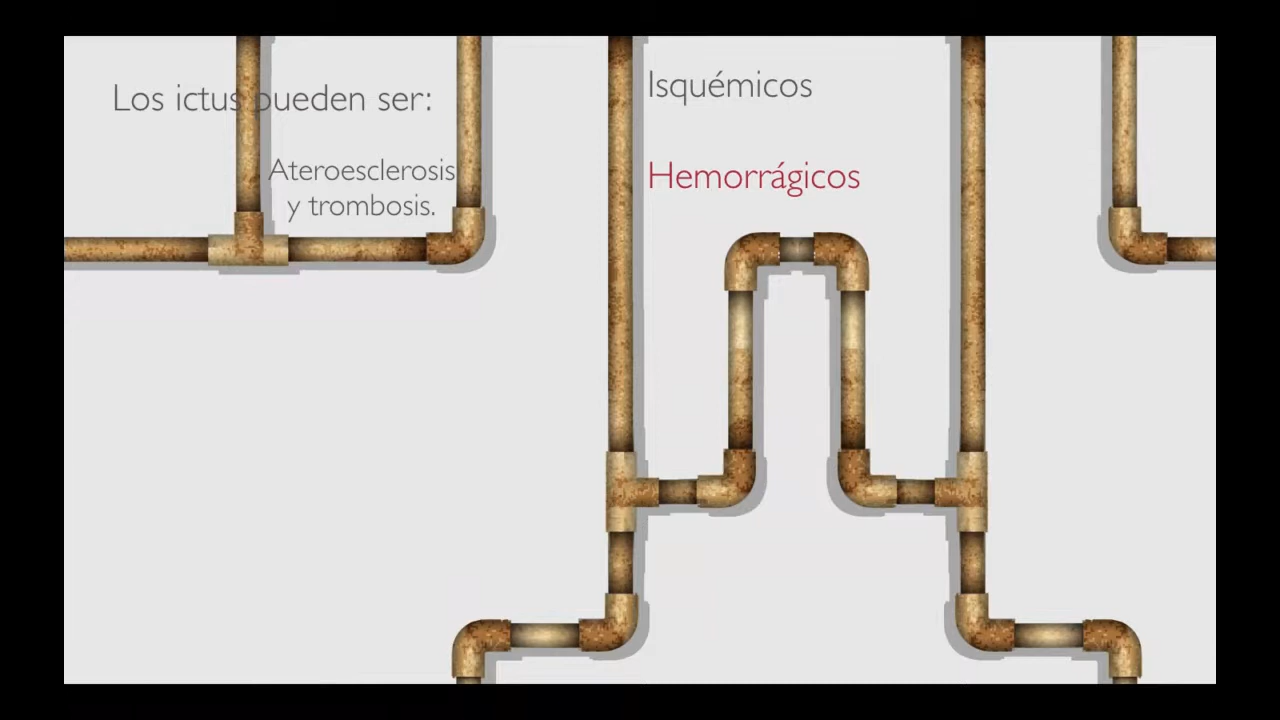 Los ictus pueden ser:
Isquémicos
Ateroesclerosis
y trombosis.
Hemorrágicos